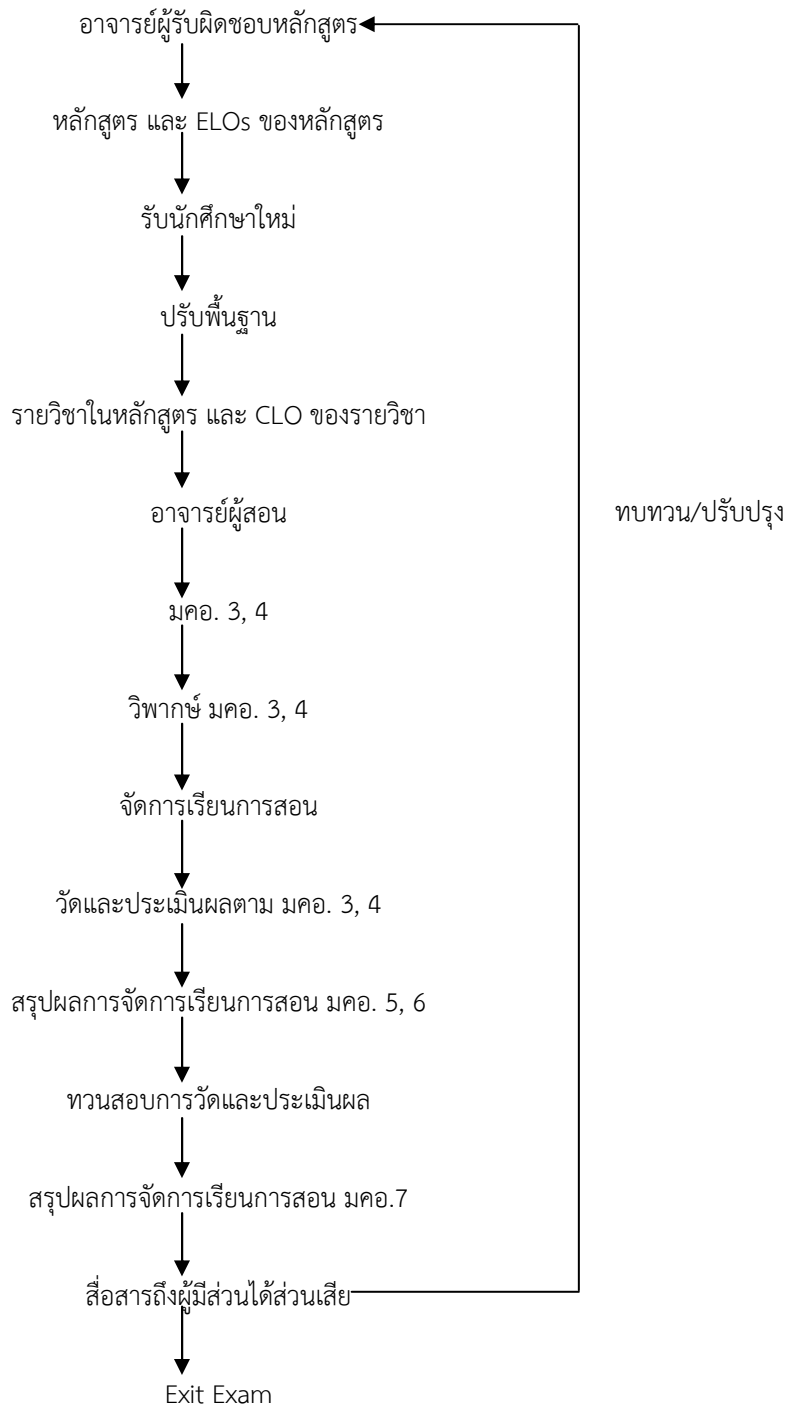 อาจารย์ผู้รับผิดชอบหลักสูตร
หลักสูตร และ ELOs ของหลักสูตร
รับนักศึกษาใหม่
ปรับพื้นฐาน
รายวิชาในหลักสูตร และ CLO ของรายวิชา
อาจารย์ผู้สอน
ทบทวน/ปรับปรุง
มคอ. 3, 4
วิพากษ์ มคอ. 3, 4
จัดการเรียนการสอน
วัดและประเมินผลตาม มคอ. 3, 4
สรุปผลการจัดการเรียนการสอน มคอ. 5, 6
ทวนสอบการวัดและประเมินผล
สรุปผลการจัดการเรียนการสอน มคอ.7
สื่อสารถึงผู้มีส่วนได้ส่วนเสีย
Exit Exam